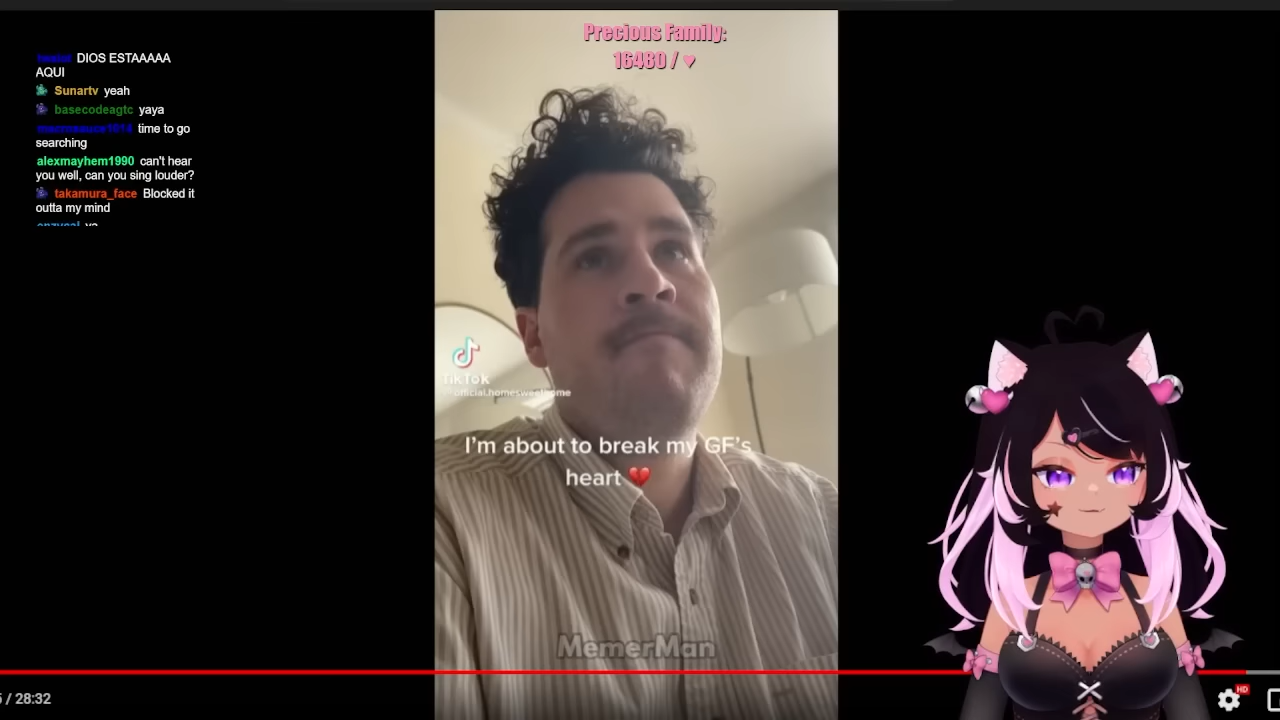 Precious Family:
16480 / ♥
DIOS ESTAAAAA
AQUI
Sunartv yeah
basecodeagtc yaya
time to go
searching
alexmayhem1990 can't hear
you well, can you sing louder?
takamura_face Blocked it
outta my mind
TikTok
I'm about to break my GF's
heart 💔
MemerMan
/ 28:32
HD